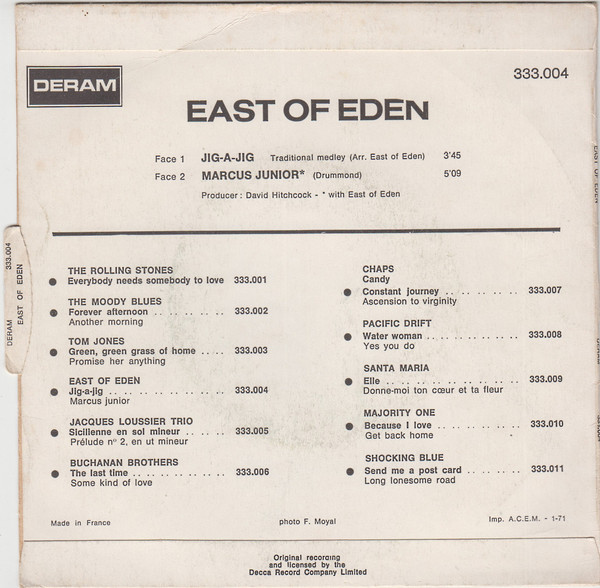 DERAM
333.004
EAST OF EDEN
Face 1 JIG-A-JIG Traditional medley (Arr. East of Eden) 3'45
Face 2 MARCUS JUNIOR* (Drummond) 5'09
Producer : David Hitchcock - * with East of Eden
DERAM 333.004
EAST OF EDEN
THE ROLLING STONES
Everybody needs somebody to love 333.001
THE MOODY BLUES
Forever afternoon . . . . . . . . 333.002
Another morning
TOM JONES
Green, green grass of home . . . . 333.003
Promise her anything
EAST OF EDEN
Jig-a-jig . . . . . . . . . . . . . 333.004
Marcus junior
JACQUES LOUSSIER TRIO
Sicilienne en sol mineur . . . . . 333.005
Prélude nº 2, en ut mineur
BUCHANAN BROTHERS
The last time . . . . . . . . . . . 333.006
Some kind of love
CHAPS
Candy
Constant journey . . . . . . . . 333.007
Ascension to virginity
PACIFIC DRIFT
Water woman . . . . . . . . . . 333.008
Yes you do
SANTA MARIA
Elle . . . . . . . . . . . . . . . 333.009
Donne-moi ton cœur et ta fleur
MAJORITY ONE
Because I love . . . . . . . . . 333.010
Get back home
SHOCKING BLUE
Send me a post card . . . . . . . 333.011
Long lonesome road
Made in France
photo F. Moyal
Imp. A.C.E.M. - 1-71
Original recording
and licensed by the
Decca Record Company Limited